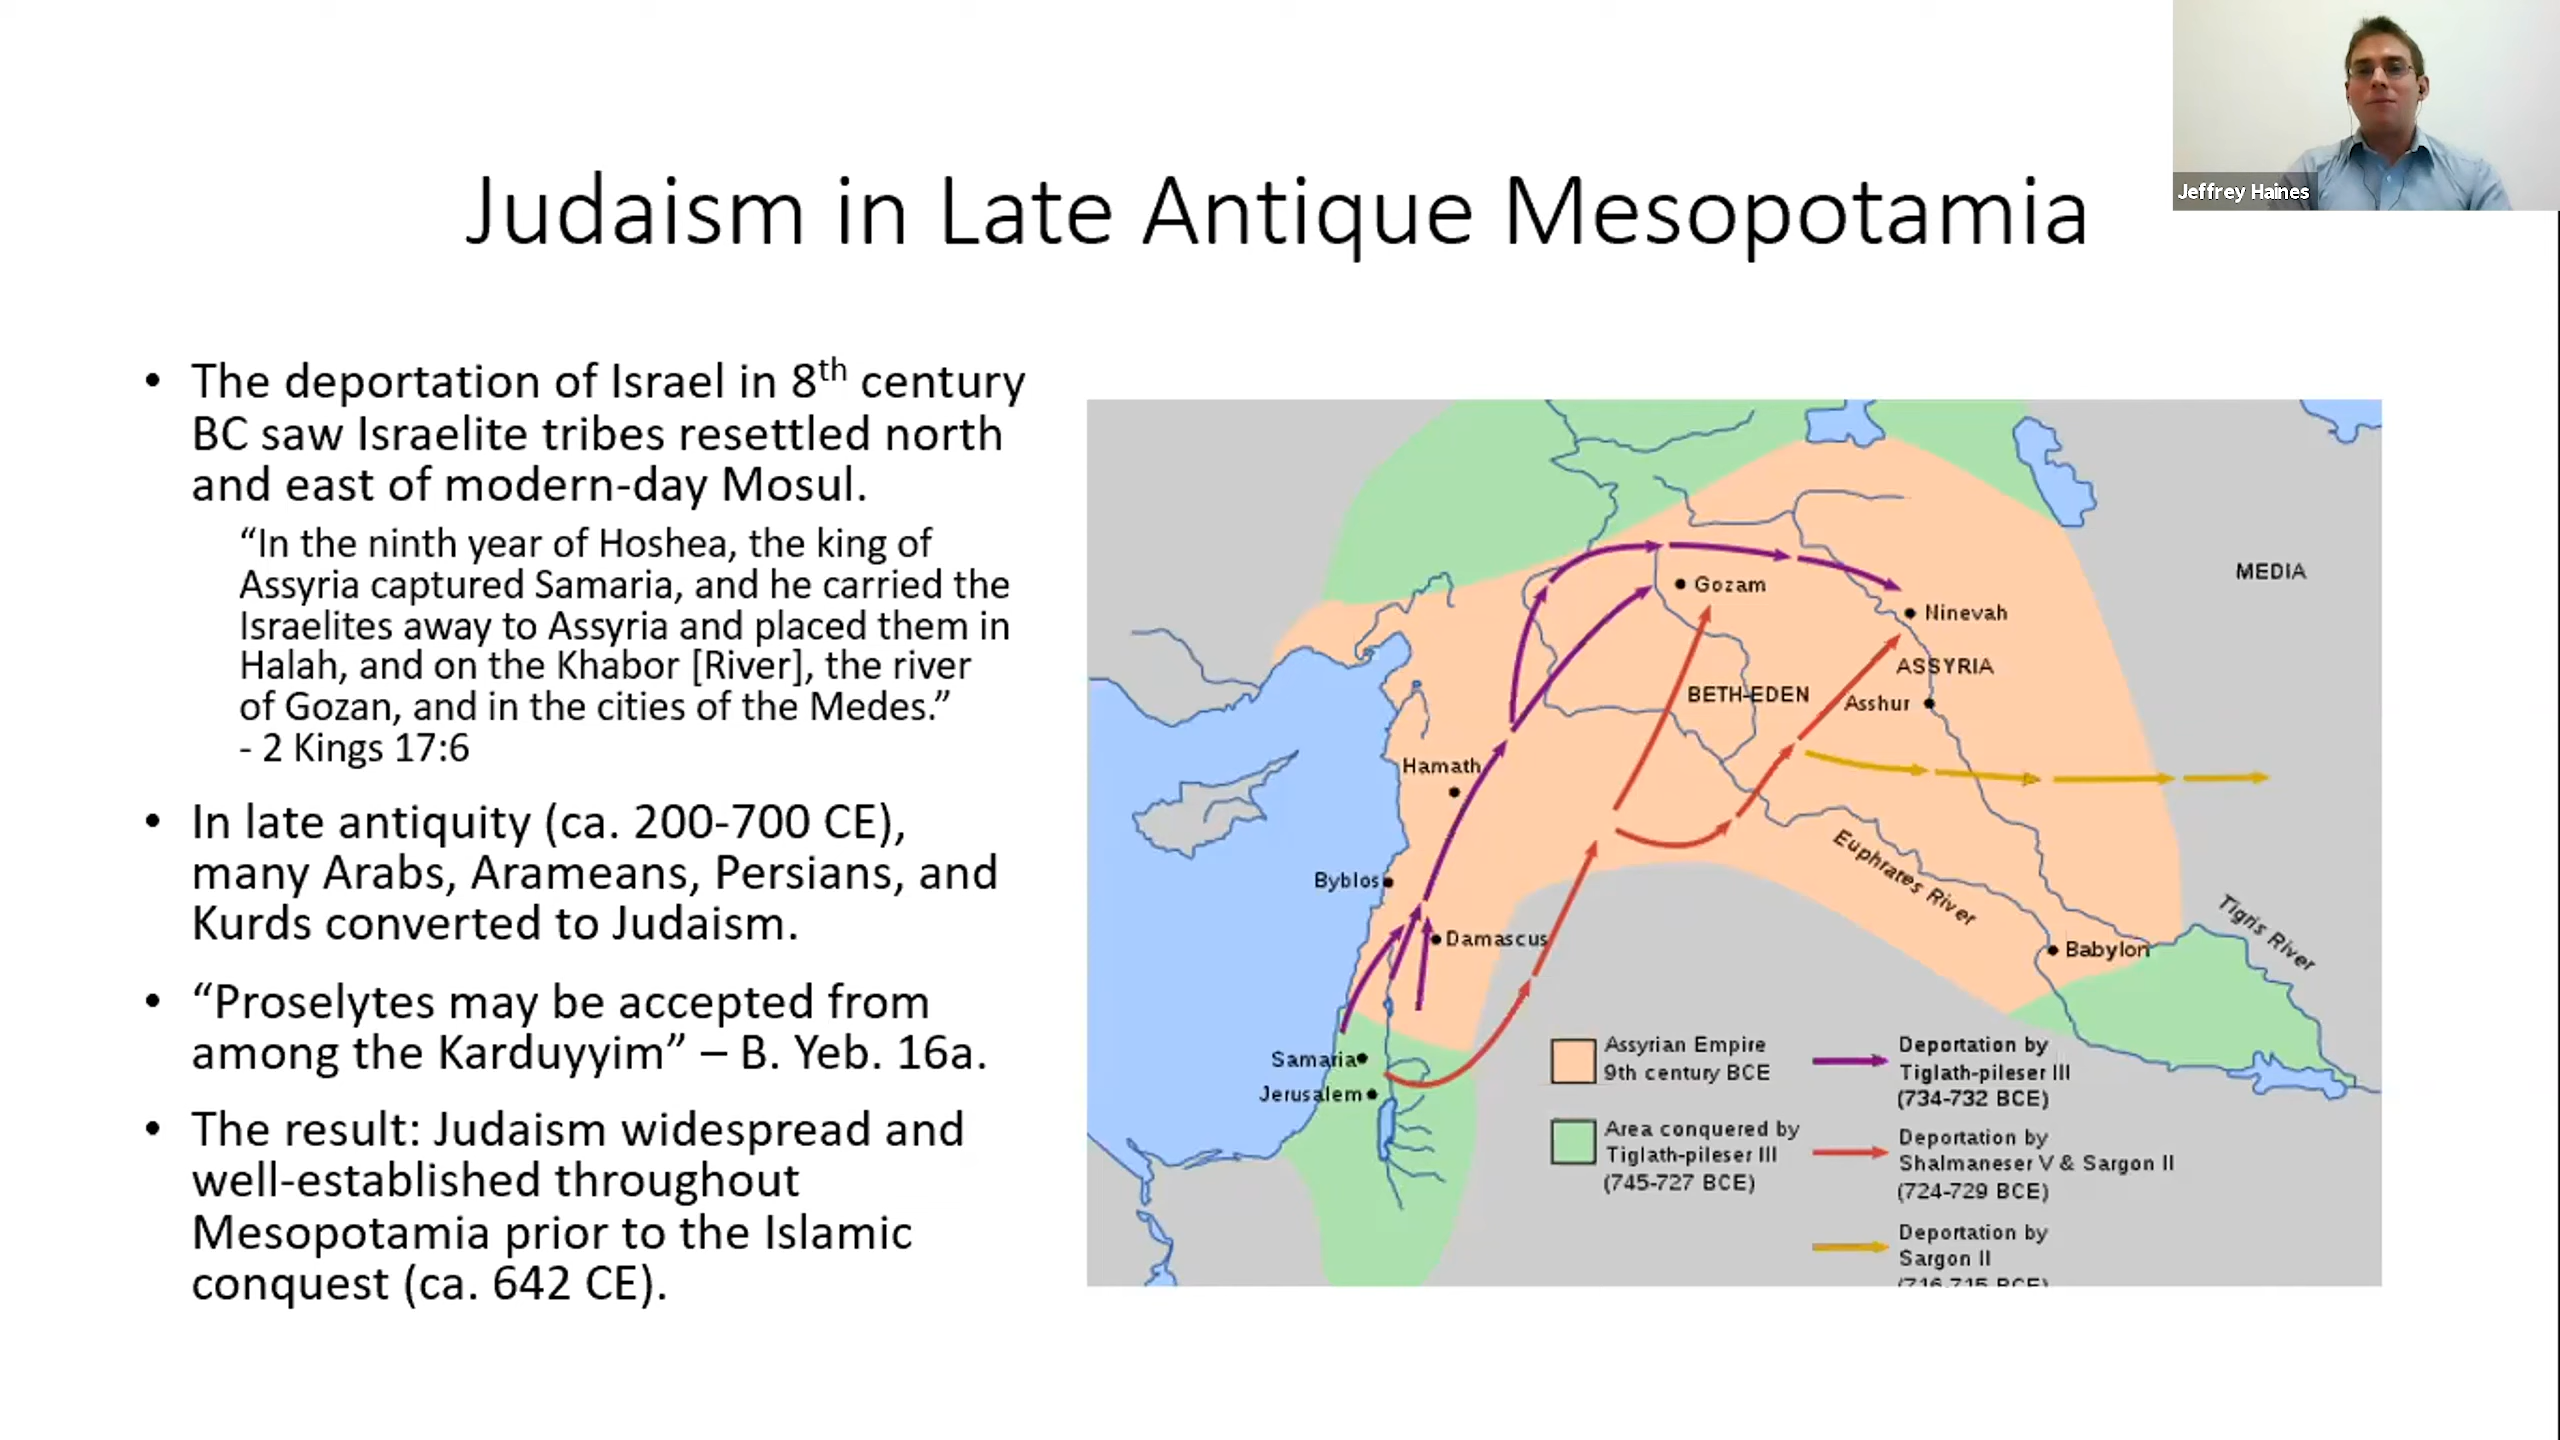 Jeffrey Haines
Judaism in Late Antique Mesopotamia
• The deportation of Israel in 8th century
BC saw Israelite tribes resettled north
and east of modern-day Mosul.
“In the ninth year of Hoshea, the king of
Assyria captured Samaria, and he carried the
Israelites away to Assyria and placed them in
Halah, and on the Khabor [River], the river
of Gozan, and in the cities of the Medes.”
- 2 Kings 17:6
• In late antiquity (ca. 200-700 CE),
many Arabs, Arameans, Persians, and
Kurds converted to Judaism.
• “Proselytes may be accepted from
among the Karduyyim” – B. Yeb. 16a.
• The result: Judaism widespread and
well-established throughout
Mesopotamia prior to the Islamic
conquest (ca. 642 CE).
MEDIA
Gozam
Ninevah
ASSYRIA
BETH-EDEN
Asshur
Hamath
Euphrates River
Byblos
Tigris River
Damascus
Babylon
Samaria
Jerusalem
Assyrian Empire
9th century BCE
Area conquered by
Tiglath-pileser III
(745-727 BCE)
Deportation by
Tiglath-pileser III
(734-732 BCE)
Deportation by
Shalmaneser V & Sargon II
(724-729 BCE)
Deportation by
Sargon II
(716-715 BCE)